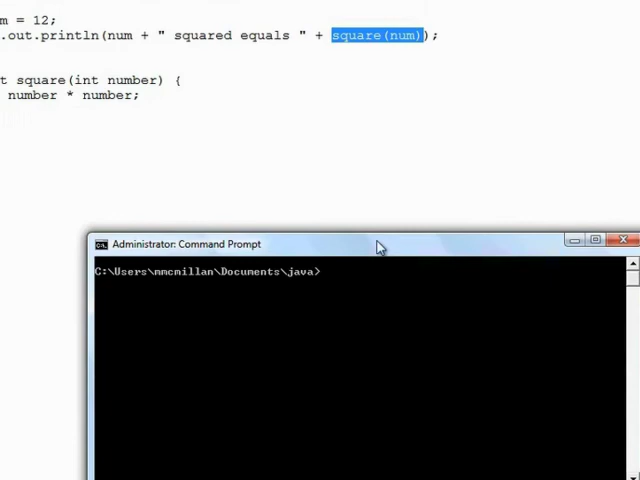 m = 12;
.out.println(num + " squared equals " + square(num));
t square(int number) {
number * number;
Administrator: Command Prompt
C:\Users\mmcmillan\Documents\java>